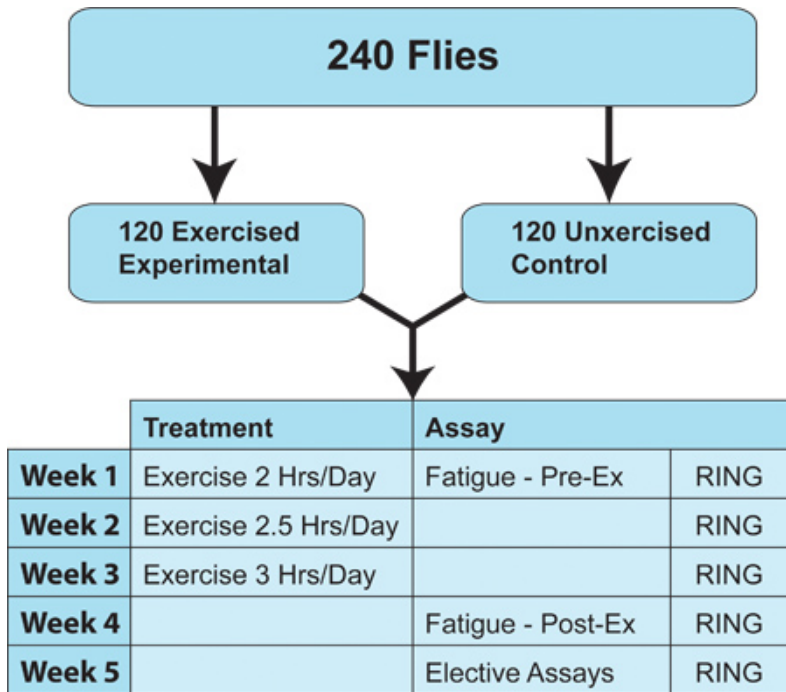 240 Flies
120 Exercised
Experimental
120 Unxercised
Control
Treatment Assay
Week 1 Exercise 2 Hrs/Day Fatigue - Pre-Ex RING
Week 2 Exercise 2.5 Hrs/Day RING
Week 3 Exercise 3 Hrs/Day RING
Week 4 Fatigue - Post-Ex RING
Week 5 Elective Assays RING